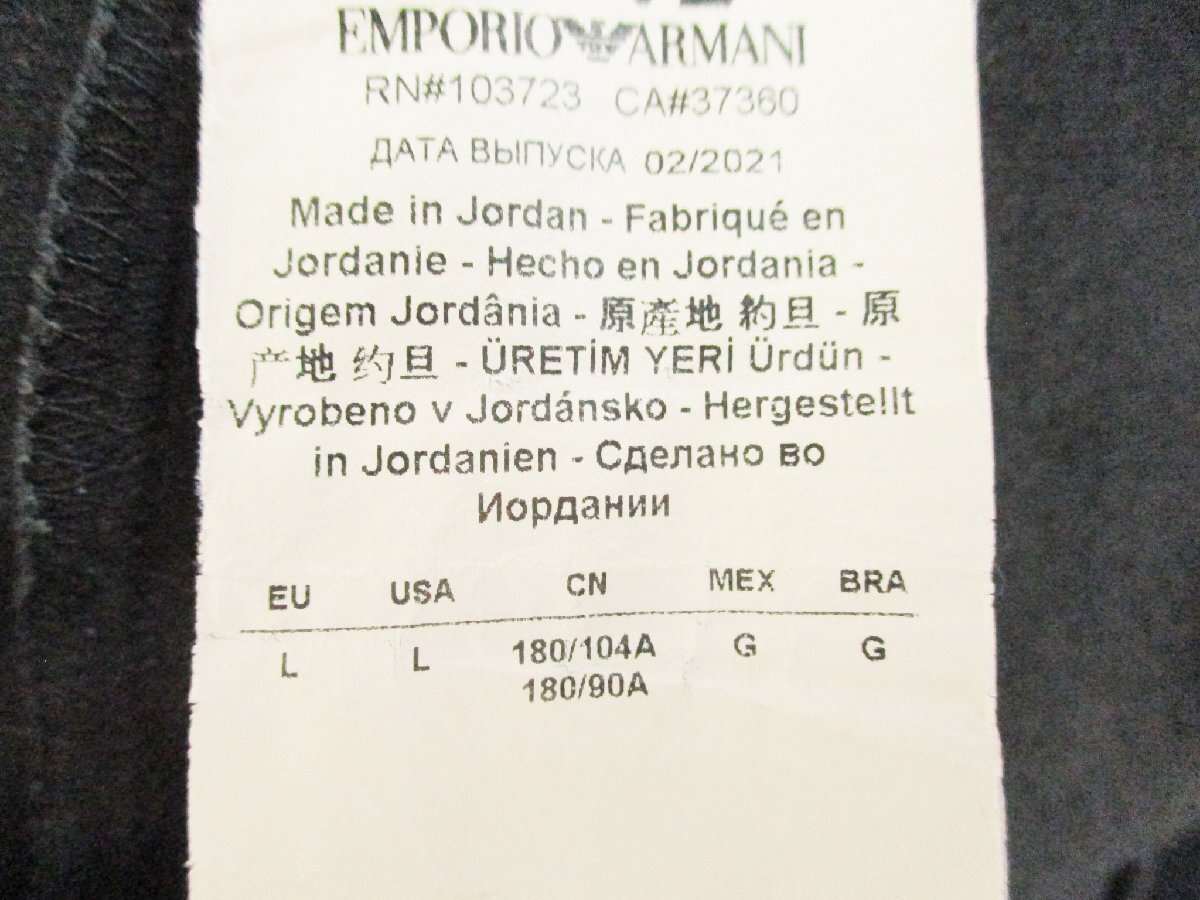 EMPORIO ARMANI
RN#103723 CA#37360
ДАТА ВЫПУСКА 02/2021
Made in Jordan - Fabriqué en
Jordanie - Hecho en Jordania -
Origem Jordânia - 原產地 約旦 - 原
产地 约旦 - ÜRETİM YERİ Ürdün -
Vyrobeno v Jordánsko - Hergestellt
in Jordanien - Сделано во
Иордании
EU USA CN MEX BRA
L L 180/104A G G
180/90A